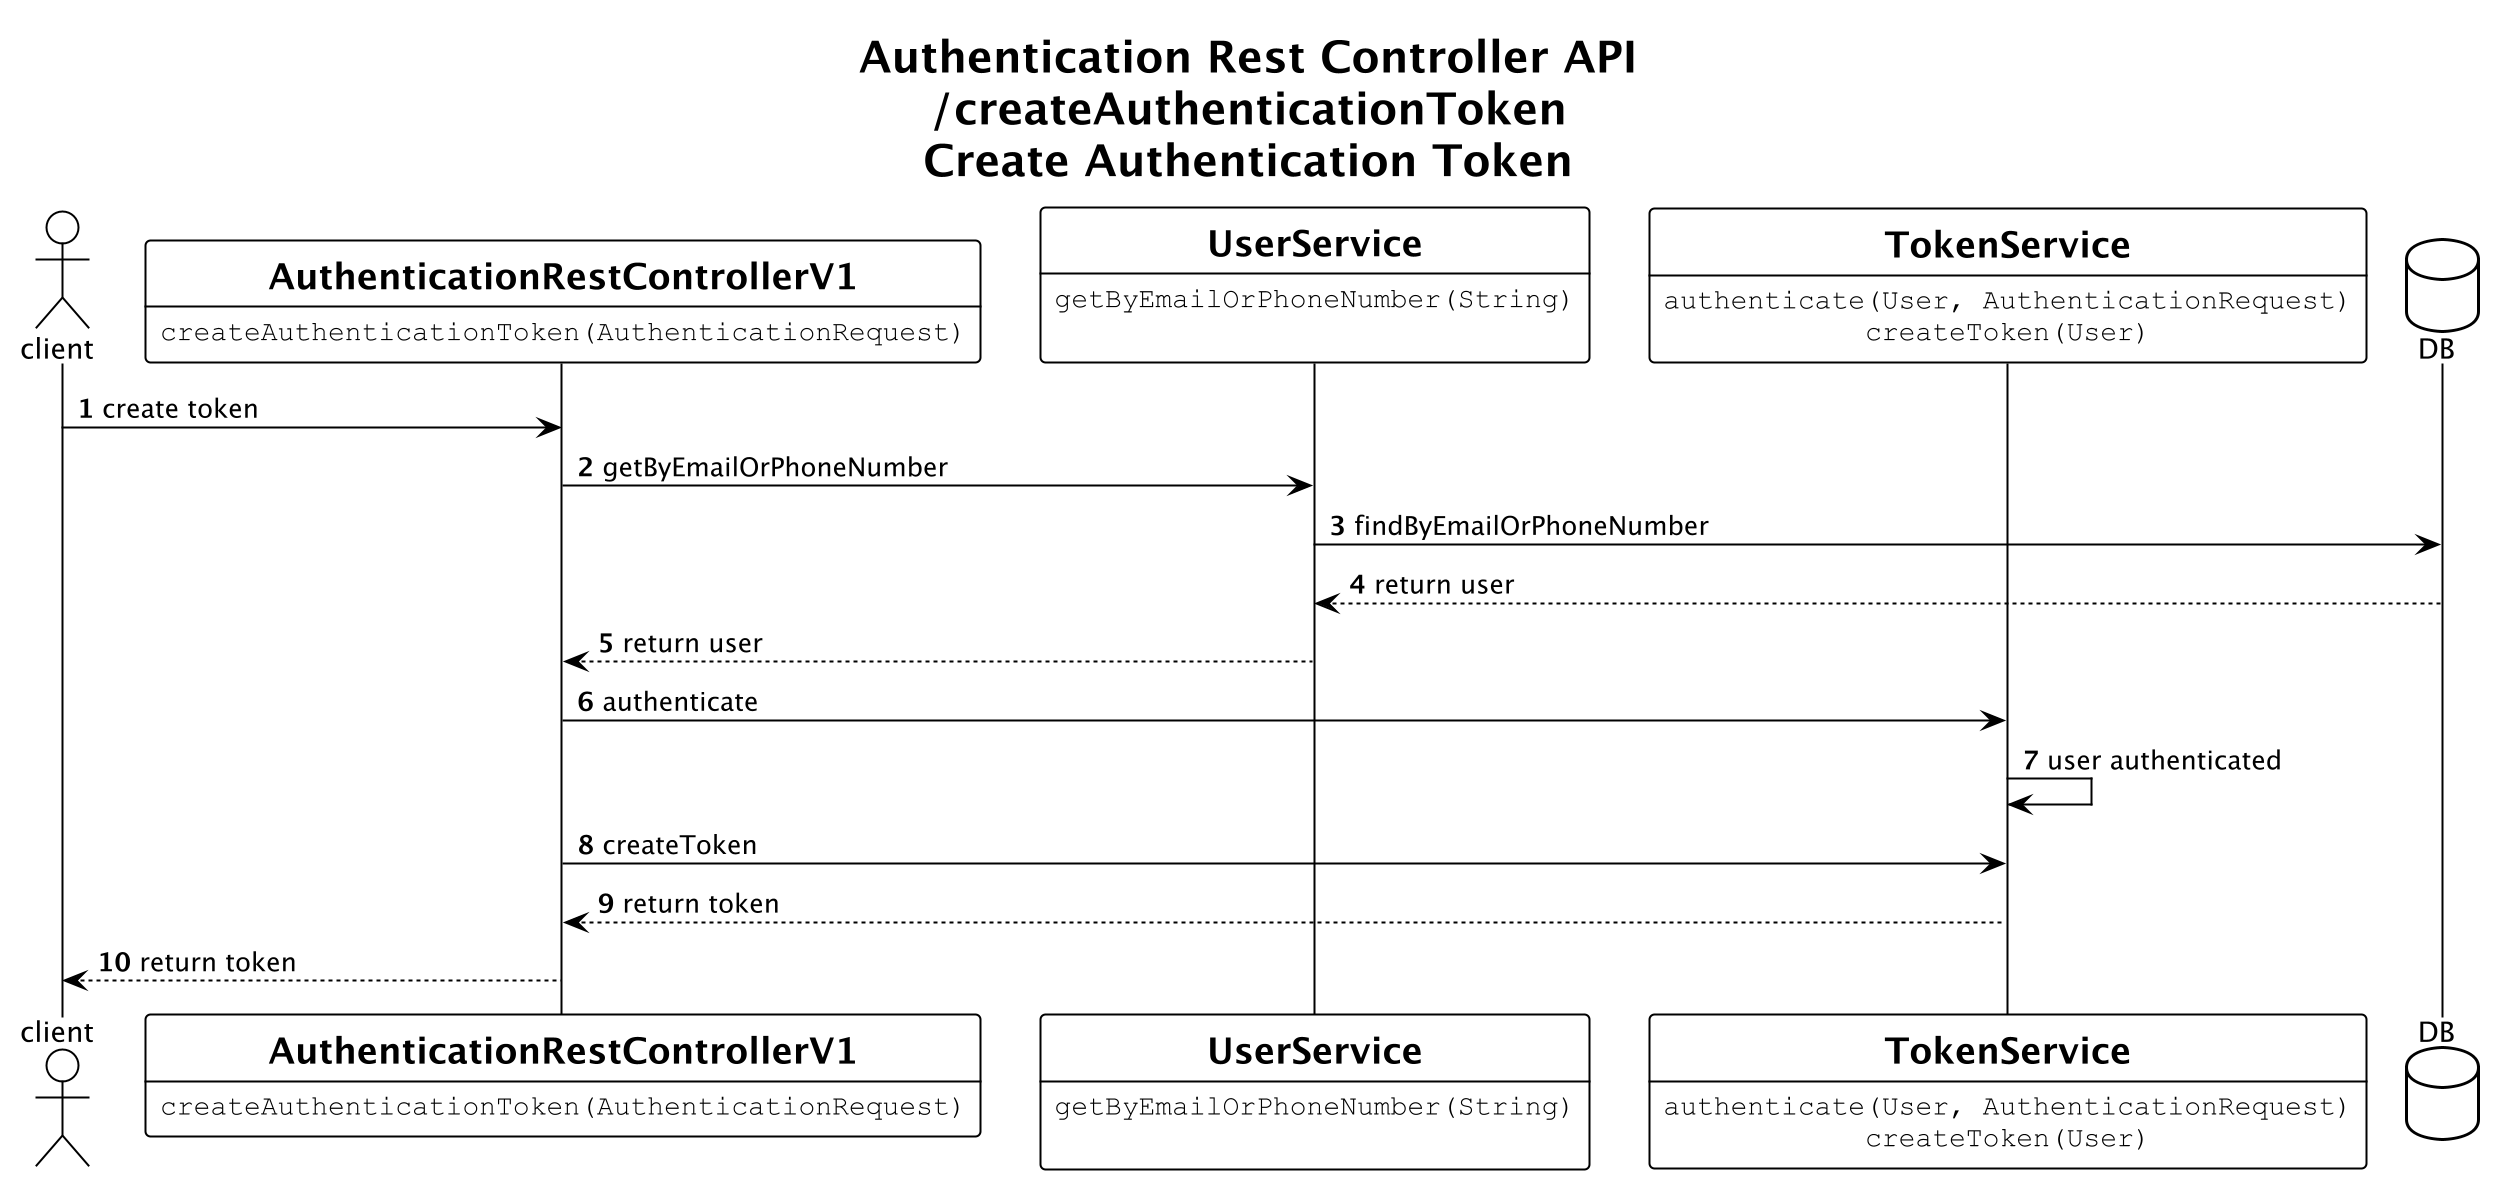 Authentication Rest Controller API
/createAuthenticationToken
Create Authentication Token
client
AuthenticationRestControllerV1
createAuthenticationToken(AuthenticationRequest)
UserService
getByEmailOrPhoneNumber(String)
TokenService
authenticate(User, AuthenticationRequest)
createToken(User)
DB
1 create token
2 getByEmailOrPhoneNumber
3 findByEmailOrPhoneNumber
4 return user
5 return user
6 authenticate
7 user authenticated
8 createToken
9 return token
10 return token
client
AuthenticationRestControllerV1
createAuthenticationToken(AuthenticationRequest)
UserService
getByEmailOrPhoneNumber(String)
TokenService
authenticate(User, AuthenticationRequest)
createToken(User)
DB